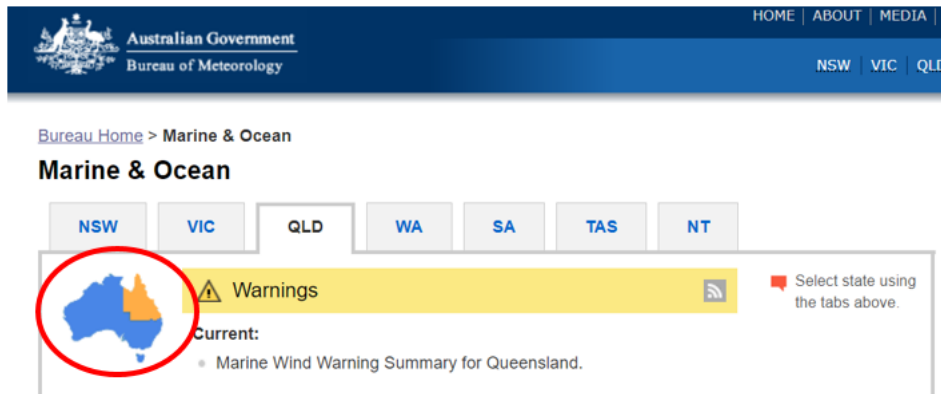 HOME | ABOUT | MEDIA |
Australian Government
Bureau of Meteorology
NSW | VIC | QLD
Bureau Home > Marine & Ocean
Marine & Ocean
NSW VIC QLD WA SA TAS NT
Warnings
Select state using
the tabs above.
Current:
Marine Wind Warning Summary for Queensland.